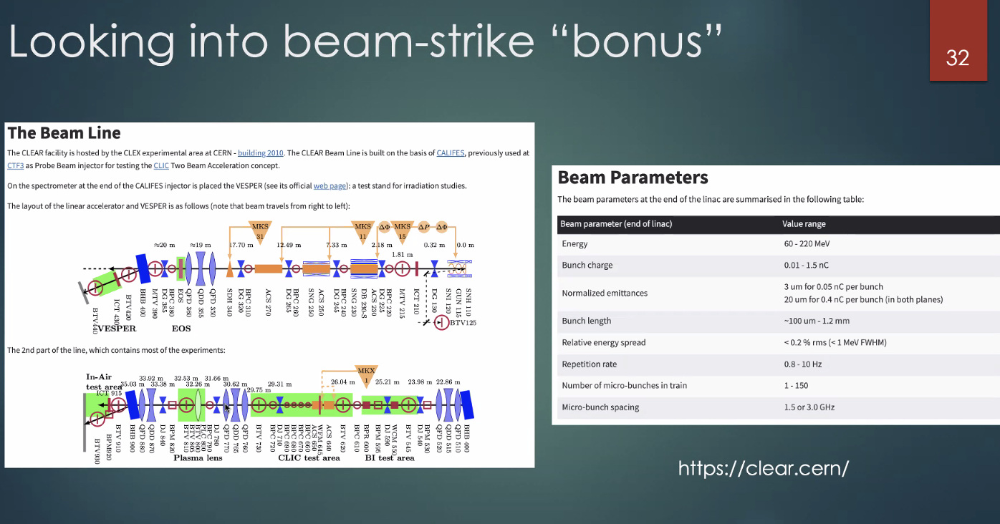 Looking into beam-strike “bonus”
32
The Beam Line
The CLEAR facility is hosted by the CLEX experimental area at CERN - building 2010. The CLEAR Beam Line is built on the basis of CALIFES, previously used at
CTF3 as Probe Beam injector for testing the CLIC Two Beam Acceleration concept.
On the spectrometer at the end of the CALIFES injector is placed the VESPER (see its official web page): a test stand for irradiation studies.
The layout of the linear accelerator and VESPER is as follows (note that beam travels from right to left):
MKS 31
MKS 11
ΔΦ
MKS 15
ΔP
ΔΦ
≈20 m
≈19 m
17.70 m
12.49 m
7.33 m
2.18 m
1.81 m
0.32 m
0.0 m
BTV440
ICT 430
BTV420
BHB 400
MTV 390
DG 385
BPC 380
EOS
QFD 360
QDD 355
QFD 350
SDH 340
DG 320
BPC 310
ACS 270
DG 265
BPC 260
SNG 250
ACS 250
BPC 240
DG 245
SNG 230
DB 230-S
ACS 230
DG 225
BPC 220
MTV 215
ICT 210
DG 130
SNI 120
GUN 115
SNH 110
BTV125
VESPER
EOS
The 2nd part of the line, which contains most of the experiments:
In-Air
test area
ICT 915
35.03 m
33.92 m
33.38 m
32.53 m
32.26 m
31.66 m
30.62 m
29.75 m
29.31 m
MKX 1
26.04 m
25.21 m
23.98 m
22.86 m
BTV930
BPM920
BTV 910
BHB 900
QFD 880
QDD 870
DJ 840
BPM 820
BTV 810
BTV 805
BTV 800
PLC 800
BPC 790
DJ 780
QFD 770
QDD 765
QFD 760
BTV 730
BPC 720
DJ 710
BPC 690
BPC 680
BPC 670
BPC 660
ACS 650
WFM 645
ACS 640
BTV 620
BPC 610
BPR 600
BPM 595
DJ 590
WCM 550
BTV 545
DJ 540
BPM 530
QFD 520
QDD 515
QFD 510
BHB 400
Plasma lens
CLIC test area
BI test area
Beam Parameters
The beam parameters at the end of the linac are summarised in the following table:
Beam parameter (end of linac) Value range
Energy 60 - 220 MeV
Bunch charge 0.01 - 1.5 nC
Normalized emittances 3 um for 0.05 nC per bunch
20 um for 0.4 nC per bunch (in both planes)
Bunch length ~100 um - 1.2 mm
Relative energy spread < 0.2 % rms (< 1 MeV FWHM)
Repetition rate 0.8 - 10 Hz
Number of micro-bunches in train 1 - 150
Micro-bunch spacing 1.5 or 3.0 GHz
https://clear.cern/